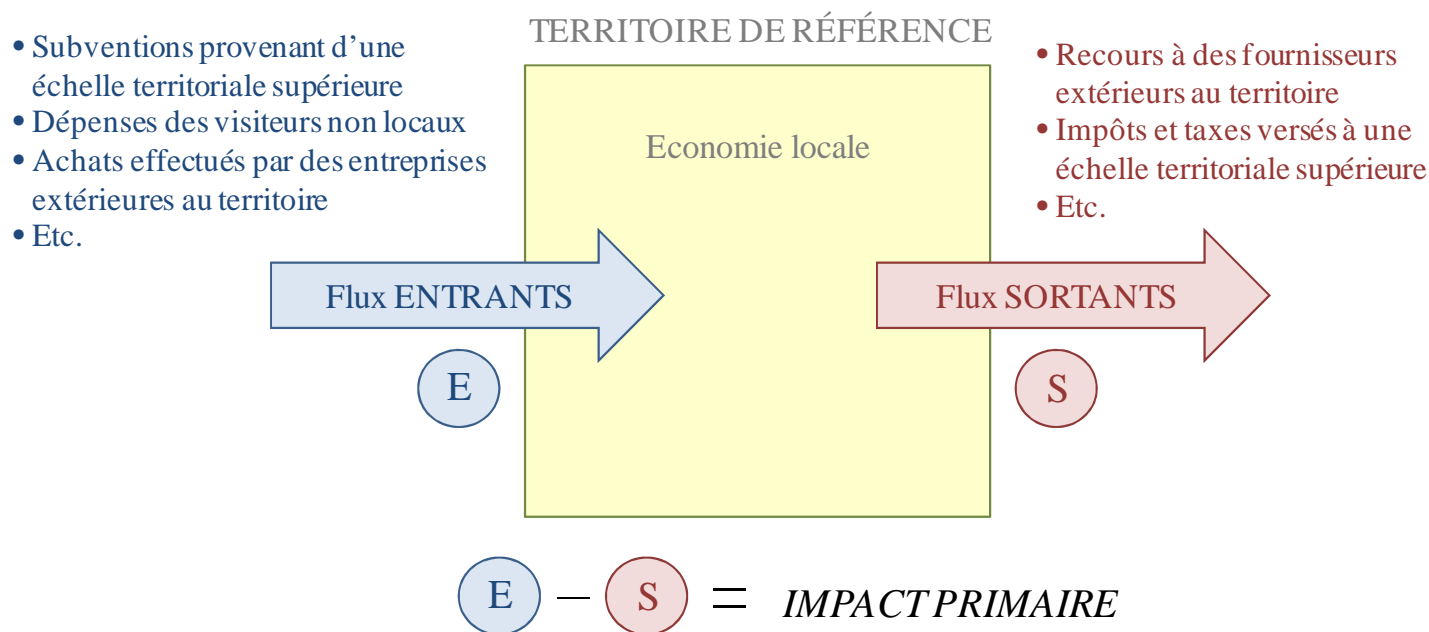 TERRITOIRE DE RÉFÉRENCE
• Subventions provenant d’une
échelle territoriale supérieure
• Dépenses des visiteurs non locaux
• Achats effectués par des entreprises
extérieures au territoire
• Etc.
Economie locale
• Recours à des fournisseurs
extérieurs au territoire
• Impôts et taxes versés à une
échelle territoriale supérieure
• Etc.
Flux ENTRANTS
Flux SORTANTS
E
S
E — S = IMPACT PRIMAIRE